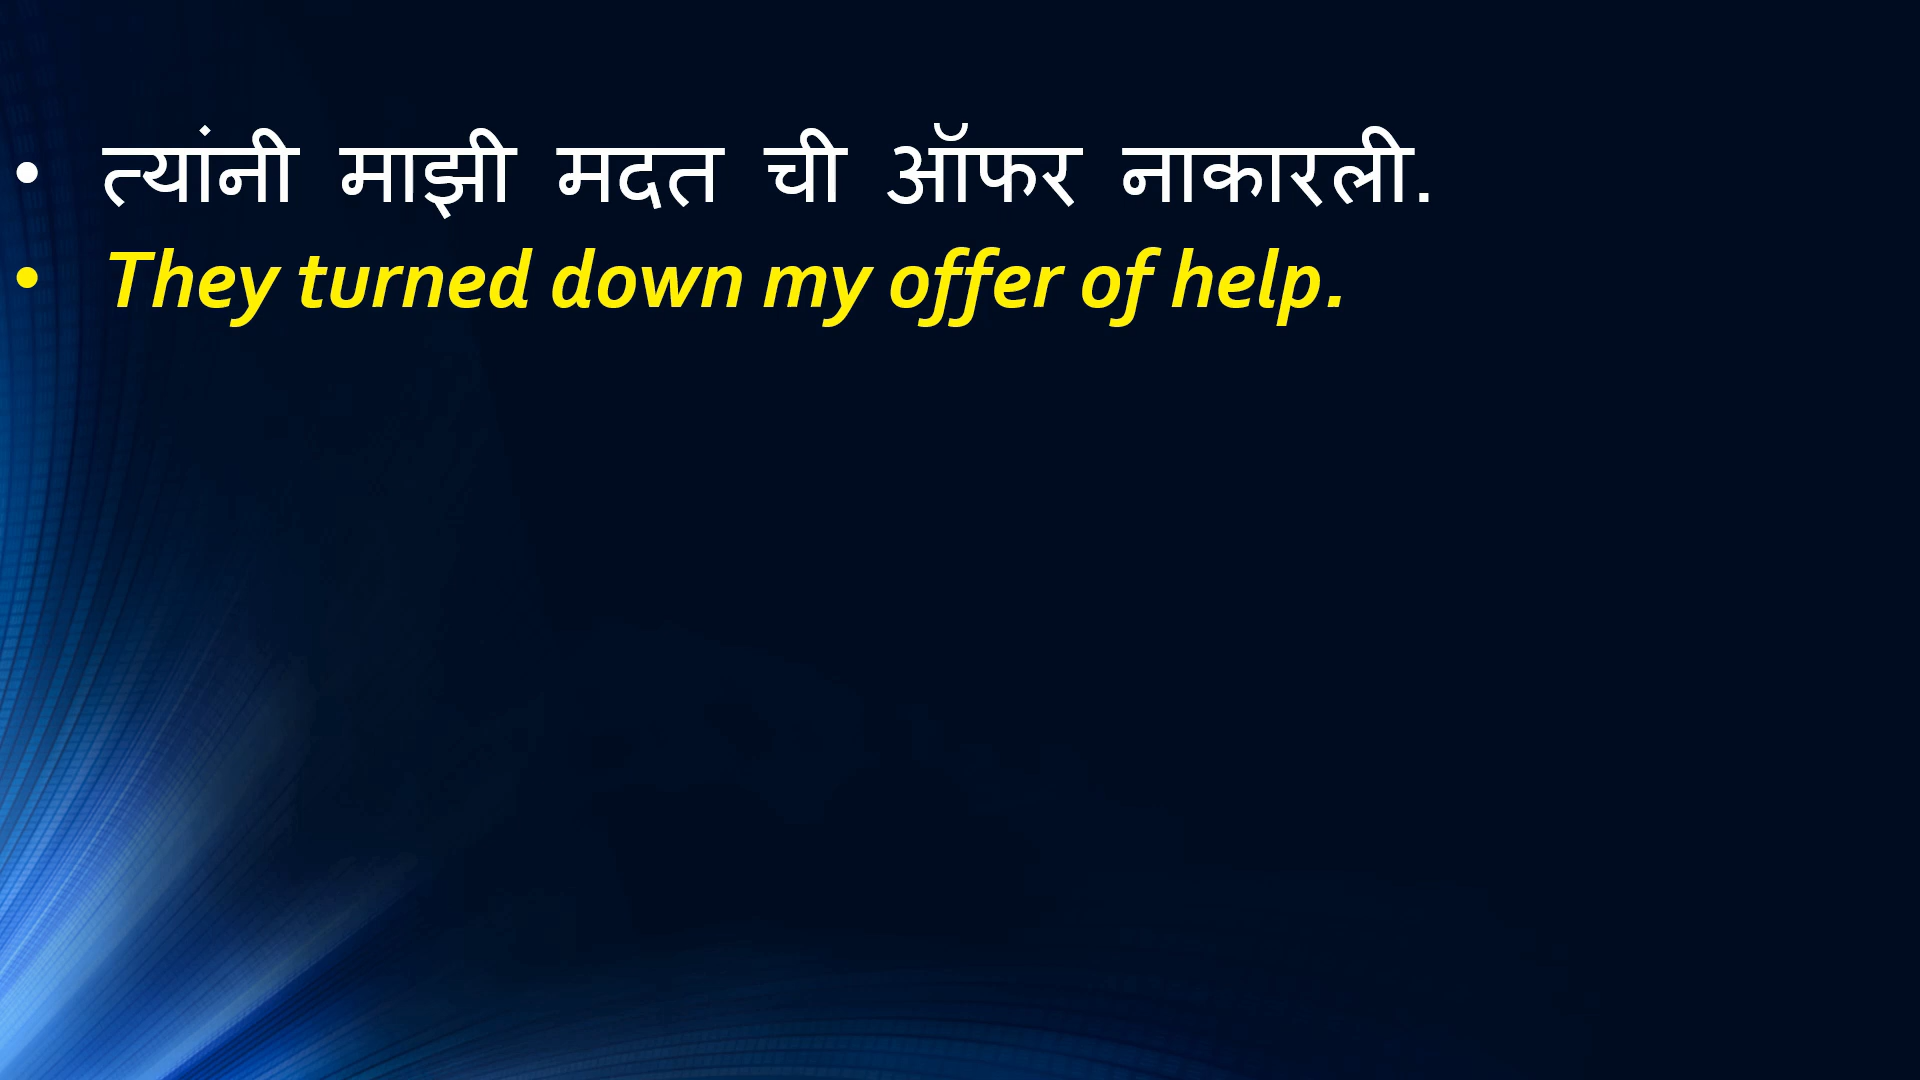 • त्यांनी माझी मदत ची ऑफर नाकारली.
• They turned down my offer of help.